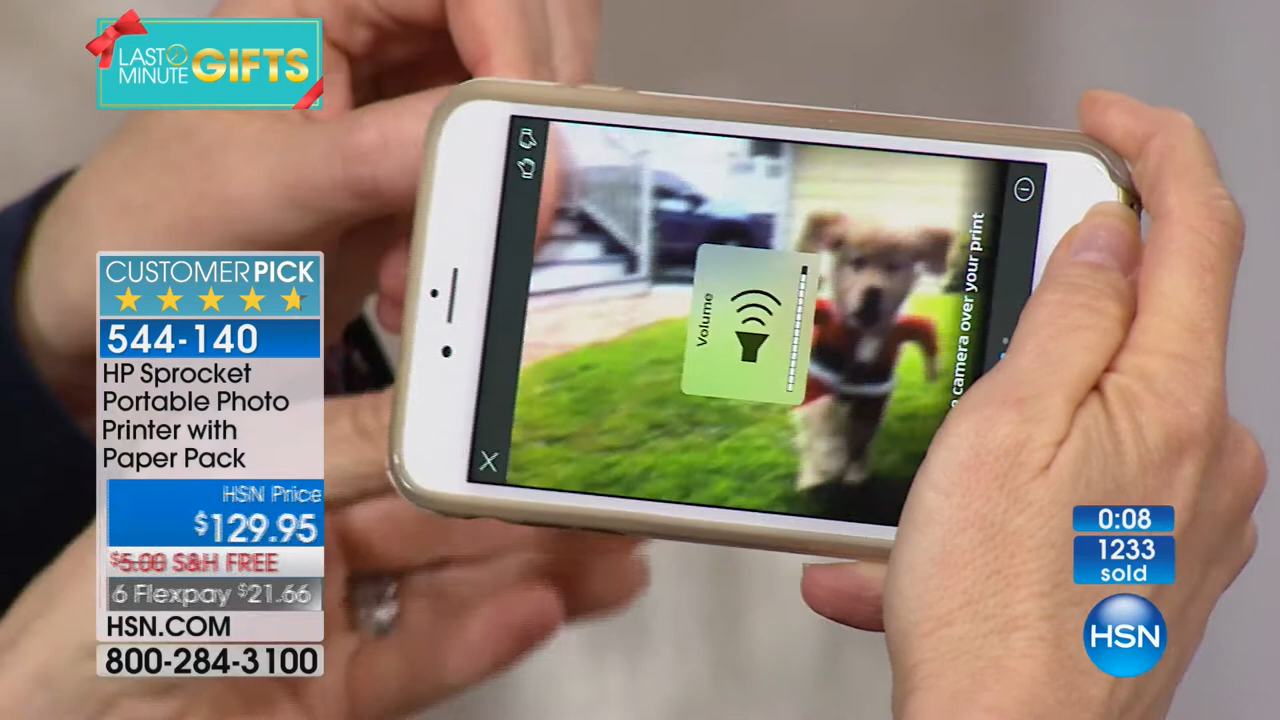 LAST
MINUTE
GIFTS
CUSTOMER PICK
544-140
HP Sprocket
Portable Photo
Printer with
Paper Pack
HSN Price
$129.95
$5.00 S&H FREE
6 Flexpay $21.66
HSN.COM
800-284-3100
Volume
camera over your print
0:08
1233
sold
HSN